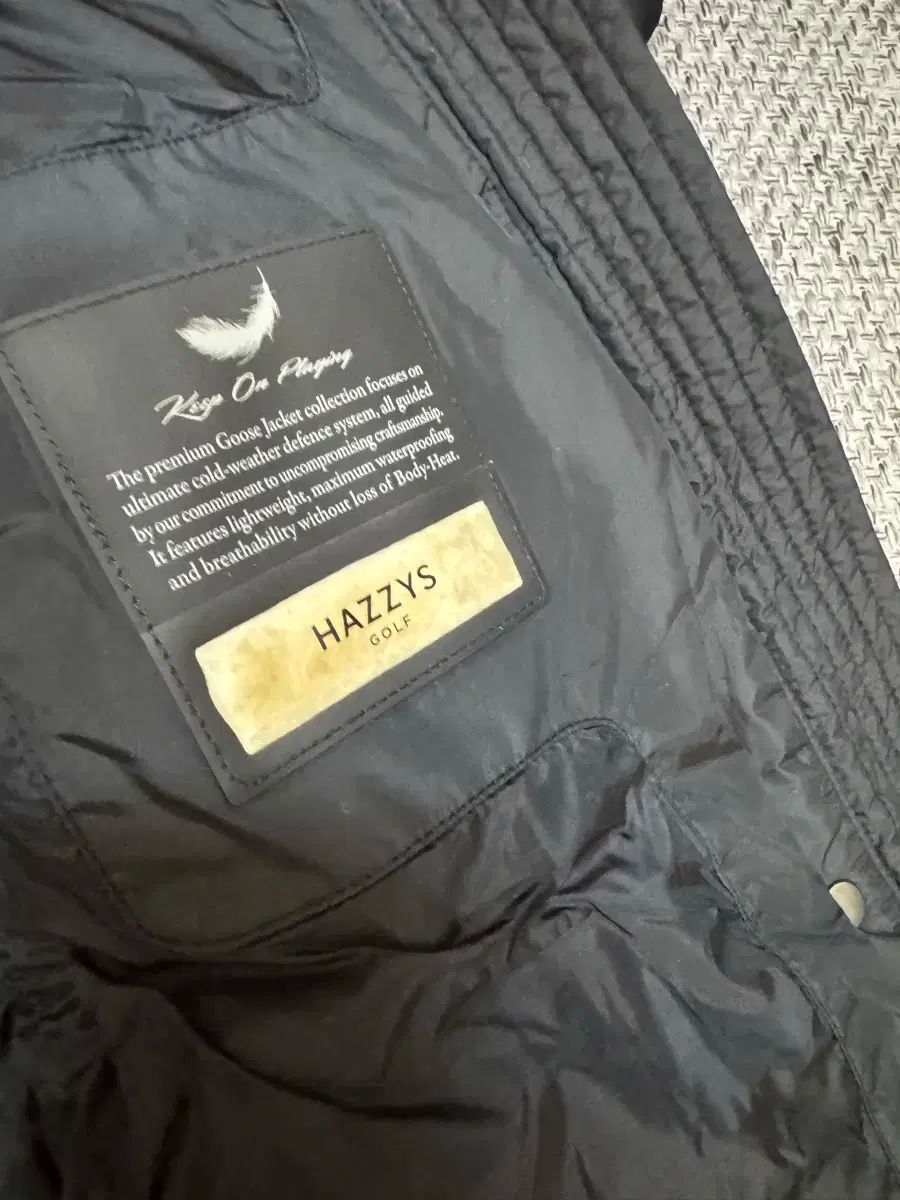 Keep On Playing
The premium Goose Jacket collection focuses on
ultimate cold-weather defence system, all guided
by our commitment to uncompromising craftsmanship.
It features lightweight, maximum waterproofing
and breathability without loss of Body-Hear.
HAZZYS
GOLF